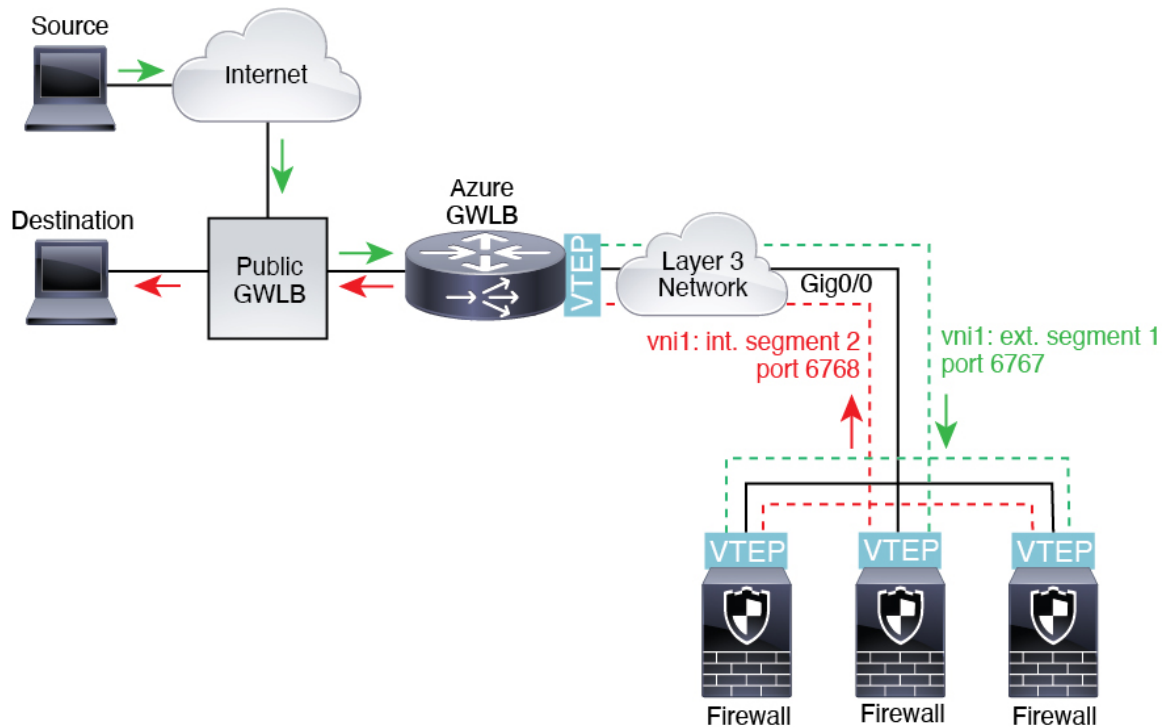 Source
Internet
Azure
GWLB
Destination
Public
GWLB
VTEP
Layer 3
Network
Gig0/0
vni1: int. segment 2
port 6768
vni1: ext. segment 1
port 6767
VTEP
VTEP
VTEP
Firewall
Firewall
Firewall